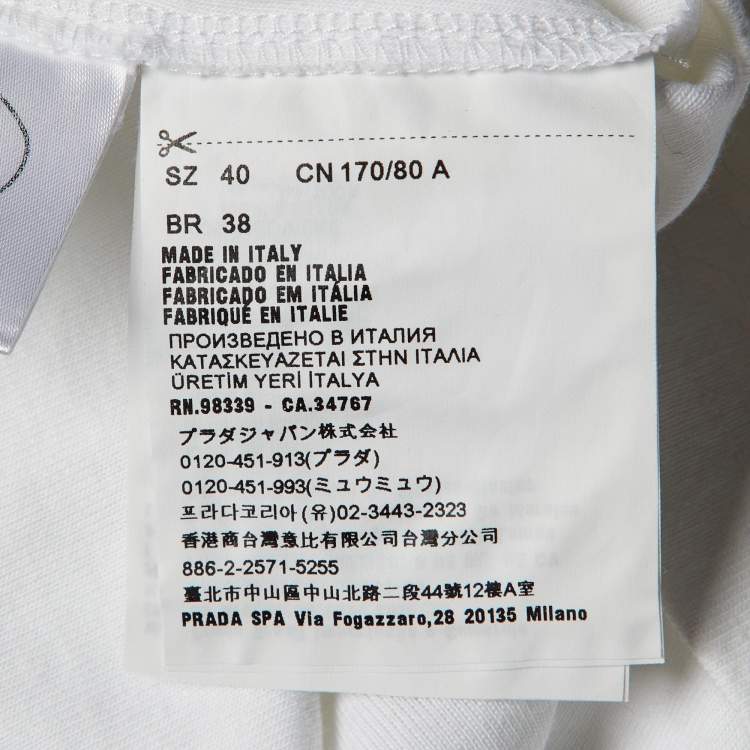 SZ 40 CN 170/80 A
BR 38
MADE IN ITALY
FABRICADO EN ITALIA
FABRICADO EM ITÁLIA
FABRIQUÉ EN ITALIE
ПРОИЗВЕДЕНО В ИТАЛИЯ
ΚΑΤΑΣΚΕΥΑΖΕΤΑΙ ΣΤΗΝ ΙΤΑΛΙΑ
ÜRETİM YERİ İTALYA
RN.98339 - CA.34767
プラダジャパン株式会社
0120-451-913(プラダ)
0120-451-993(ミュウミュウ)
프라다코리아(유)02-3443-2323
香港商台灣意比有限公司台灣分公司
886-2-2571-5255
臺北市中山區中山北路二段44號12樓A室
PRADA SPA Via Fogazzaro,28 20135 Milano